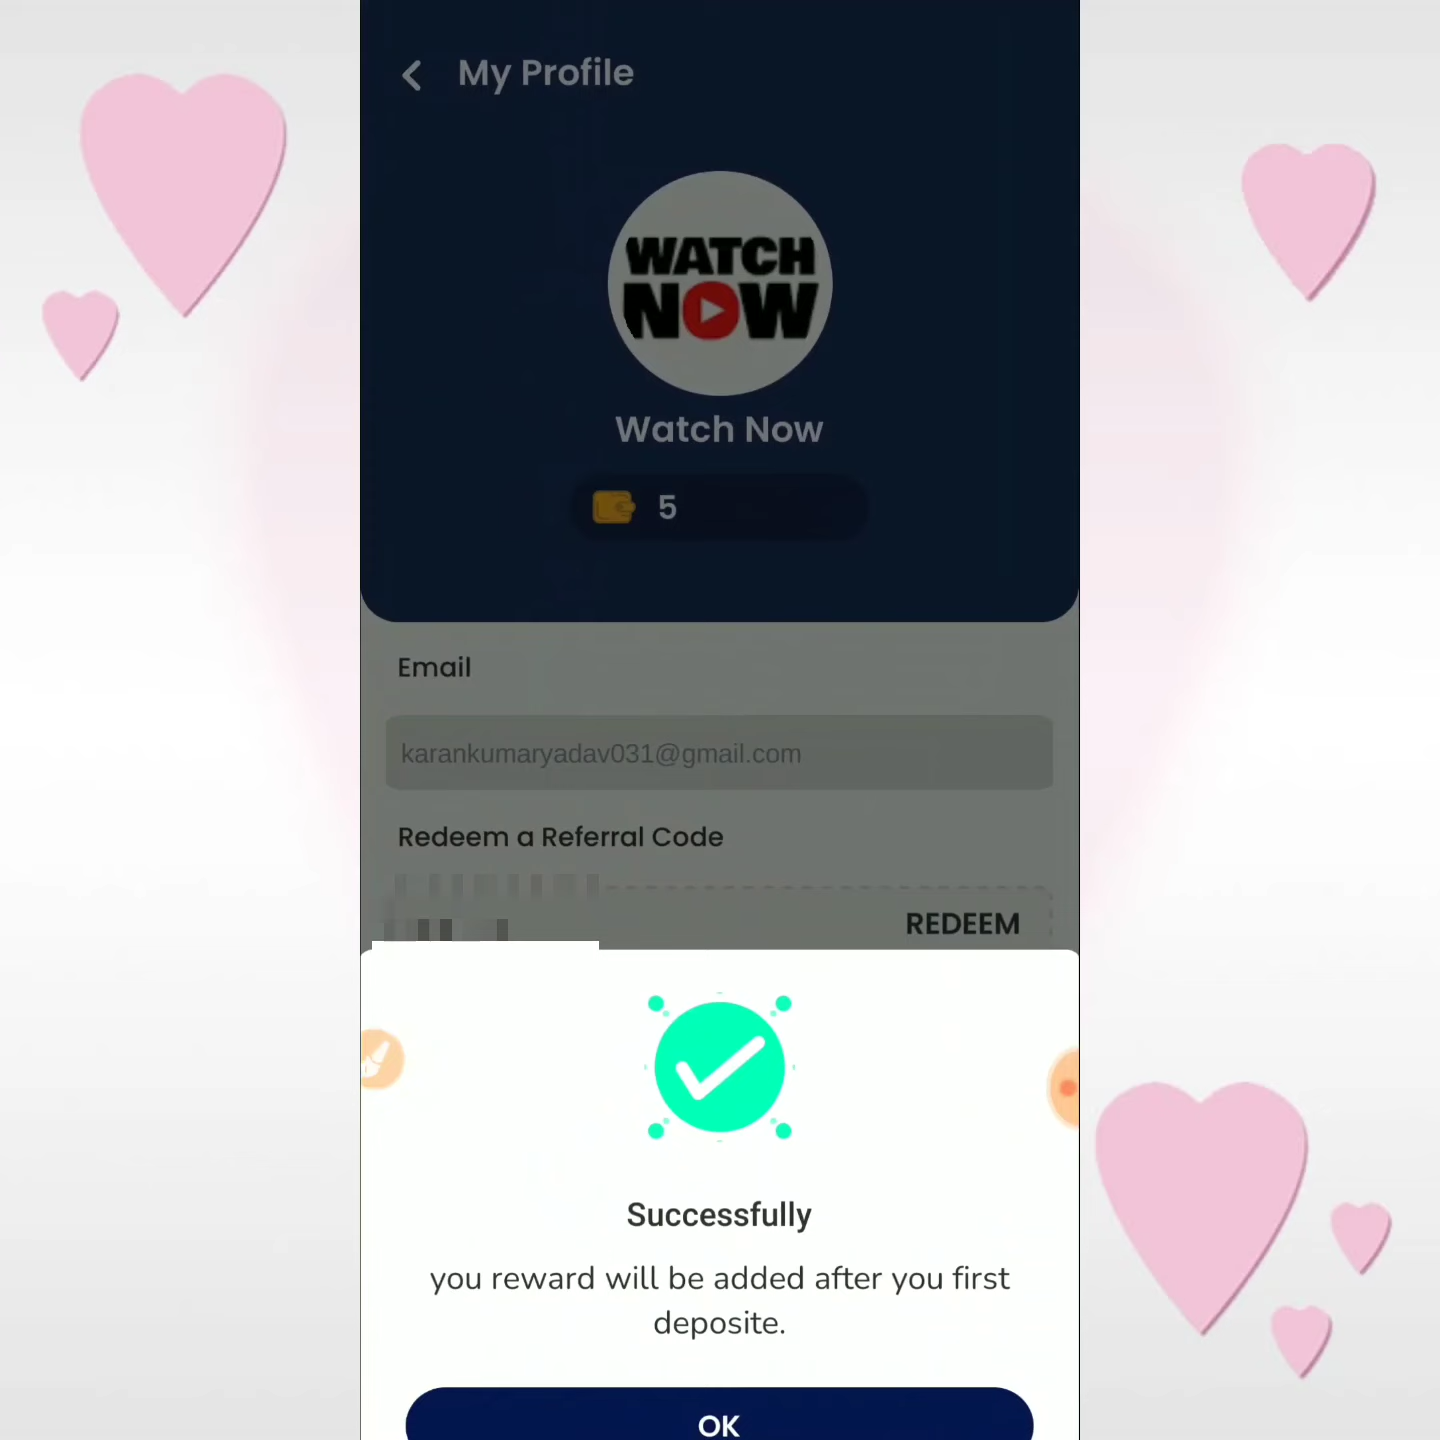 My Profile
WATCH
NOW
Watch Now
5
Email
karankumaryadav031@gmail.com
Redeem a Referral Code
REDEEM
Successfully
you reward will be added after you first
deposite.
OK